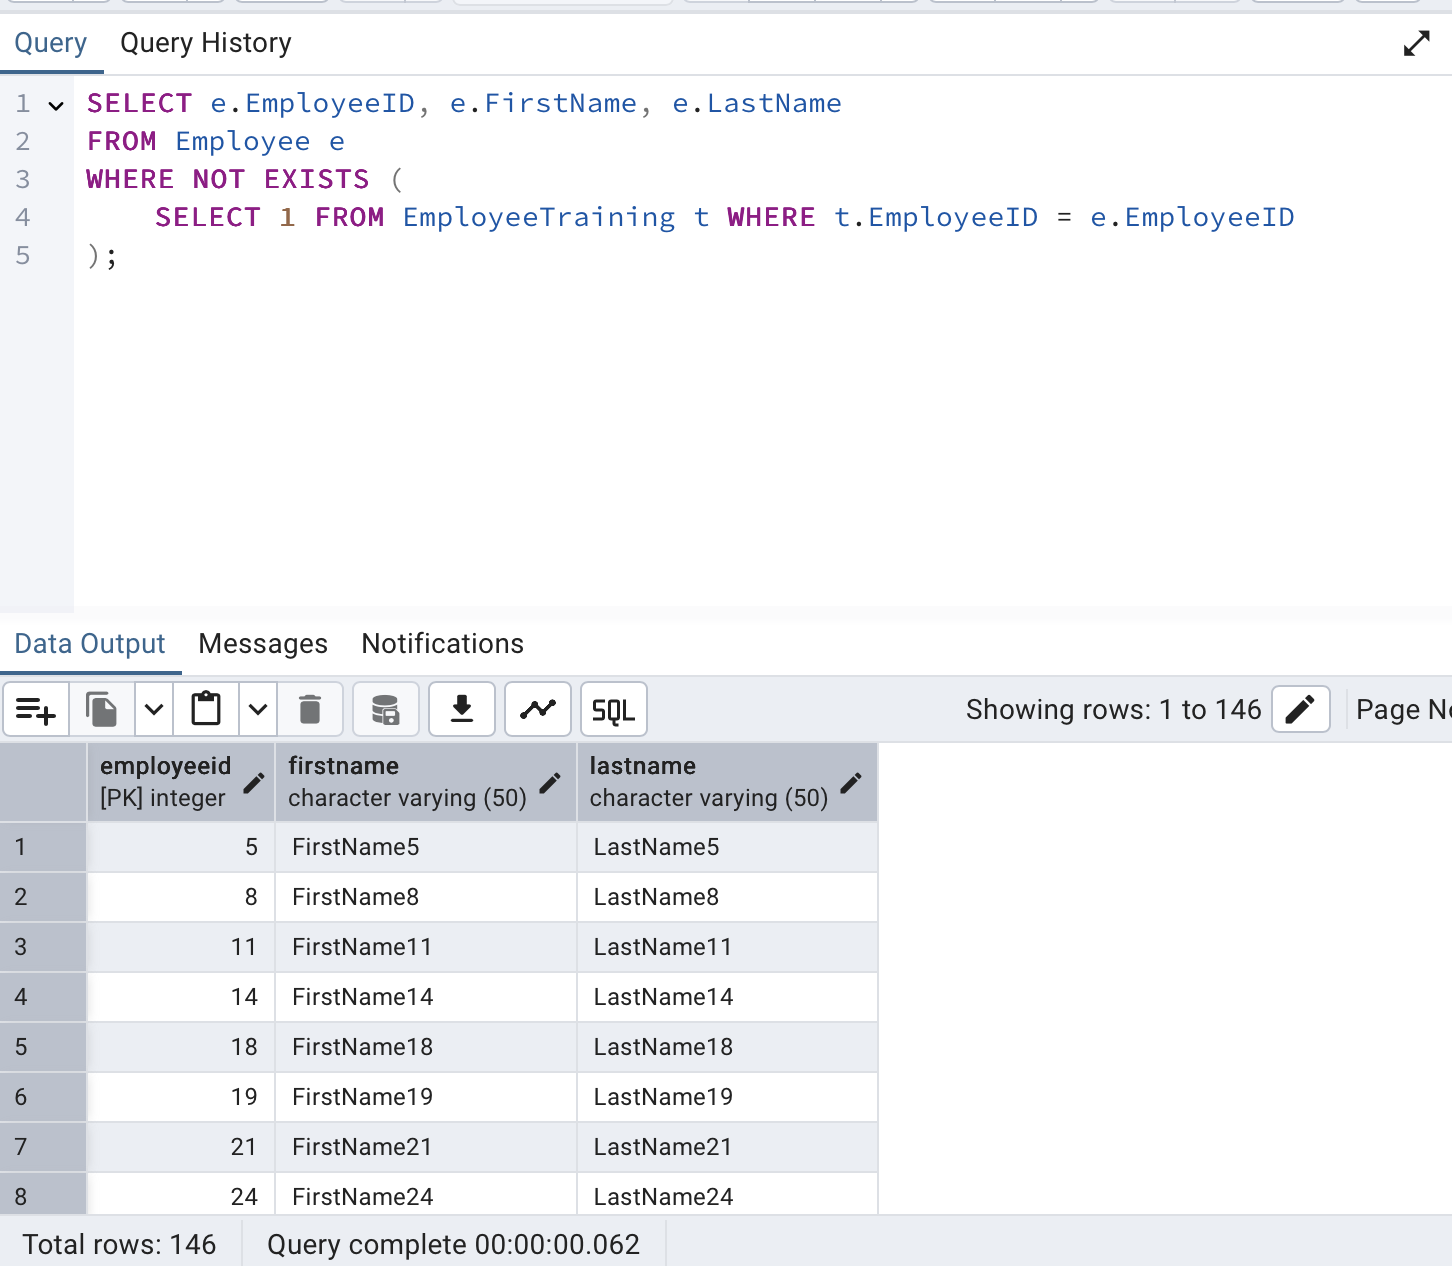 Query Query History
1 SELECT e.EmployeeID, e.FirstName, e.LastName
2 FROM Employee e
3 WHERE NOT EXISTS (
4 SELECT 1 FROM EmployeeTraining t WHERE t.EmployeeID = e.EmployeeID
5 );
Data Output Messages Notifications
SQL Showing rows: 1 to 146 Page
employeeid firstname lastname
[PK] integer character varying (50) character varying (50)
1 5 FirstName5 LastName5
2 8 FirstName8 LastName8
3 11 FirstName11 LastName11
4 14 FirstName14 LastName14
5 18 FirstName18 LastName18
6 19 FirstName19 LastName19
7 21 FirstName21 LastName21
8 24 FirstName24 LastName24
Total rows: 146 Query complete 00:00:00.062